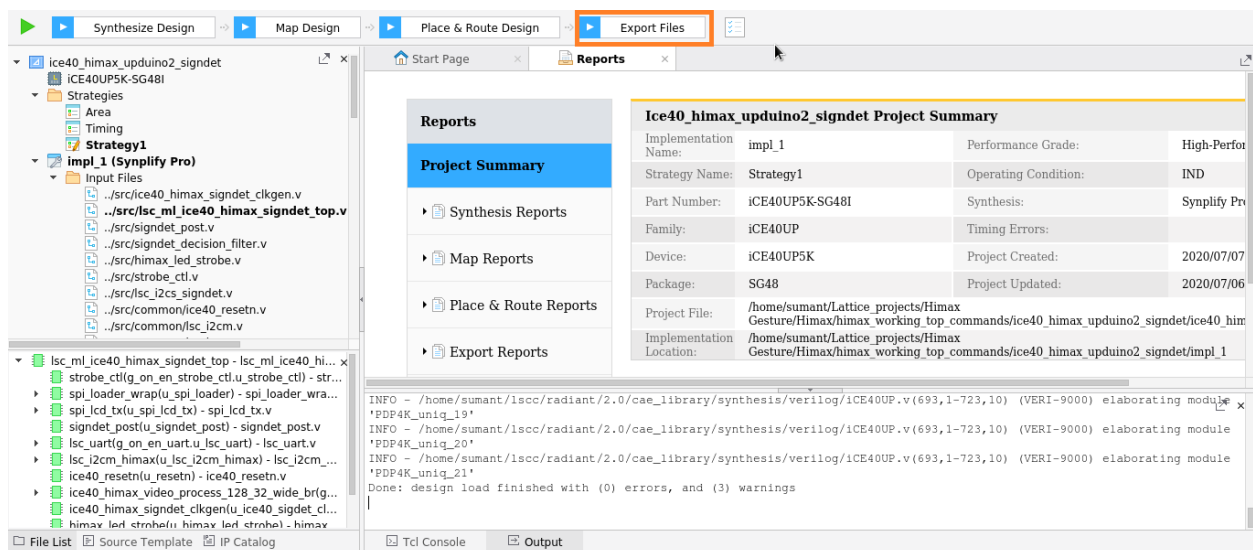 Synthesize Design
Map Design
Place & Route Design
Export Files
ice40_himax_upduino2_signdet
iCE40UP5K-SG48I
Strategies
Area
Timing
Strategy1
impl_1 (Synplify Pro)
Input Files
../src/ice40_himax_signdet_clkgen.v
../src/lsc_ml_ice40_himax_signdet_top.v
../src/signdet_post.v
../src/signdet_decision_filter.v
../src/himax_led_strobe.v
../src/strobe_ctl.v
../src/lsc_i2cs_signdet.v
../src/common/ice40_resetn.v
../src/common/lsc_i2cm.v
lsc_ml_ice40_himax_signdet_top - lsc_ml_ice40_hi...
strobe_ctl(g_on_en_strobe_ctl.u_strobe_ctl) - str...
spi_loader_wrap(u_spi_loader) - spi_loader_wra...
spi_lcd_tx(u_spi_lcd_tx) - spi_lcd_tx.v
signdet_post(u_signdet_post) - signdet_post.v
lsc_uart(g_on_en_uart.u_lsc_uart) - lsc_uart.v
lsc_i2cm_himax(u_lsc_i2cm_himax) - lsc_i2cm_...
ice40_resetn(u_resetn) - ice40_resetn.v
ice40_himax_video_process_128_32_wide_br(g...
ice40_himax_signdet_clkgen(u_ice40_sigdet_cl...
himax_led_strobe(u_himax_led_strobe) - himax
File List
Source Template
IP Catalog
Start Page
Reports
Reports
Project Summary
Synthesis Reports
Map Reports
Place & Route Reports
Export Reports
Ice40_himax_upduino2_signdet Project Summary
Implementation Name: impl_1 Performance Grade: High-Perfor
Strategy Name: Strategy1 Operating Condition: IND
Part Number: iCE40UP5K-SG48I Synthesis: Synplify Pr
Family: iCE40UP Timing Errors:
Device: iCE40UP5K Project Created: 2020/07/07
Package: SG48 Project Updated: 2020/07/06
Project File: /home/sumant/Lattice_projects/Himax
Gesture/Himax/himax_working_top_commands/ice40_himax_upduino2_signdet/ice40_him
Implementation Location: /home/sumant/Lattice_projects/Himax
Gesture/Himax/himax_working_top_commands/ice40_himax_upduino2_signdet/impl_1
INFO - /home/sumant/lscc/radiant/2.0/cae_library/synthesis/verilog/iCE40UP.v(693,1-723,10) (VERI-9000) elaborating module
'PDP4K_uniq_19'
INFO - /home/sumant/lscc/radiant/2.0/cae_library/synthesis/verilog/iCE40UP.v(693,1-723,10) (VERI-9000) elaborating module
'PDP4K_uniq_20'
INFO - /home/sumant/lscc/radiant/2.0/cae_library/synthesis/verilog/iCE40UP.v(693,1-723,10) (VERI-9000) elaborating module
'PDP4K_uniq_21'
Done: design load finished with (0) errors, and (3) warnings
Tcl Console
Output